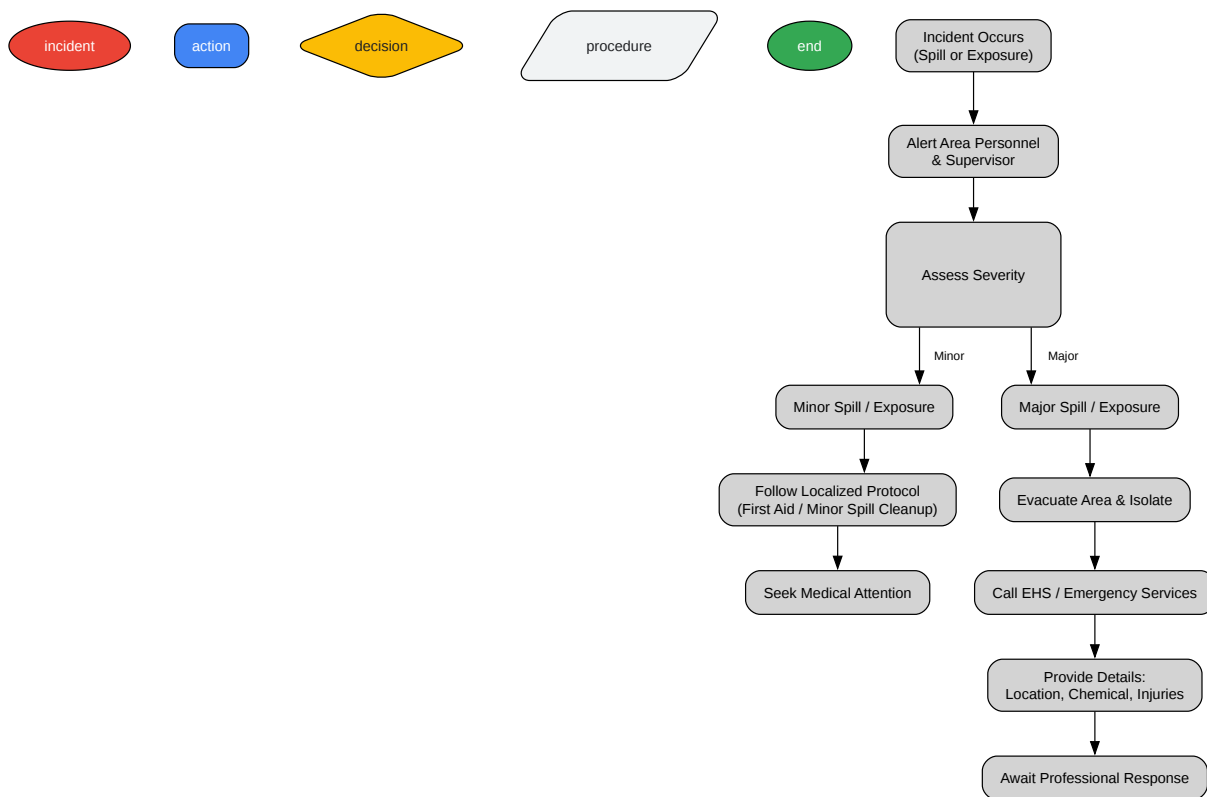 incident
action
decision
procedure
end
Incident Occurs
(Spill or Exposure)
Alert Area Personnel
& Supervisor
Assess Severity
Minor
Major
Minor Spill / Exposure
Major Spill / Exposure
Follow Localized Protocol
(First Aid / Minor Spill Cleanup)
Evacuate Area & Isolate
Seek Medical Attention
Call EHS / Emergency Services
Provide Details:
Location, Chemical, Injuries
Await Professional Response